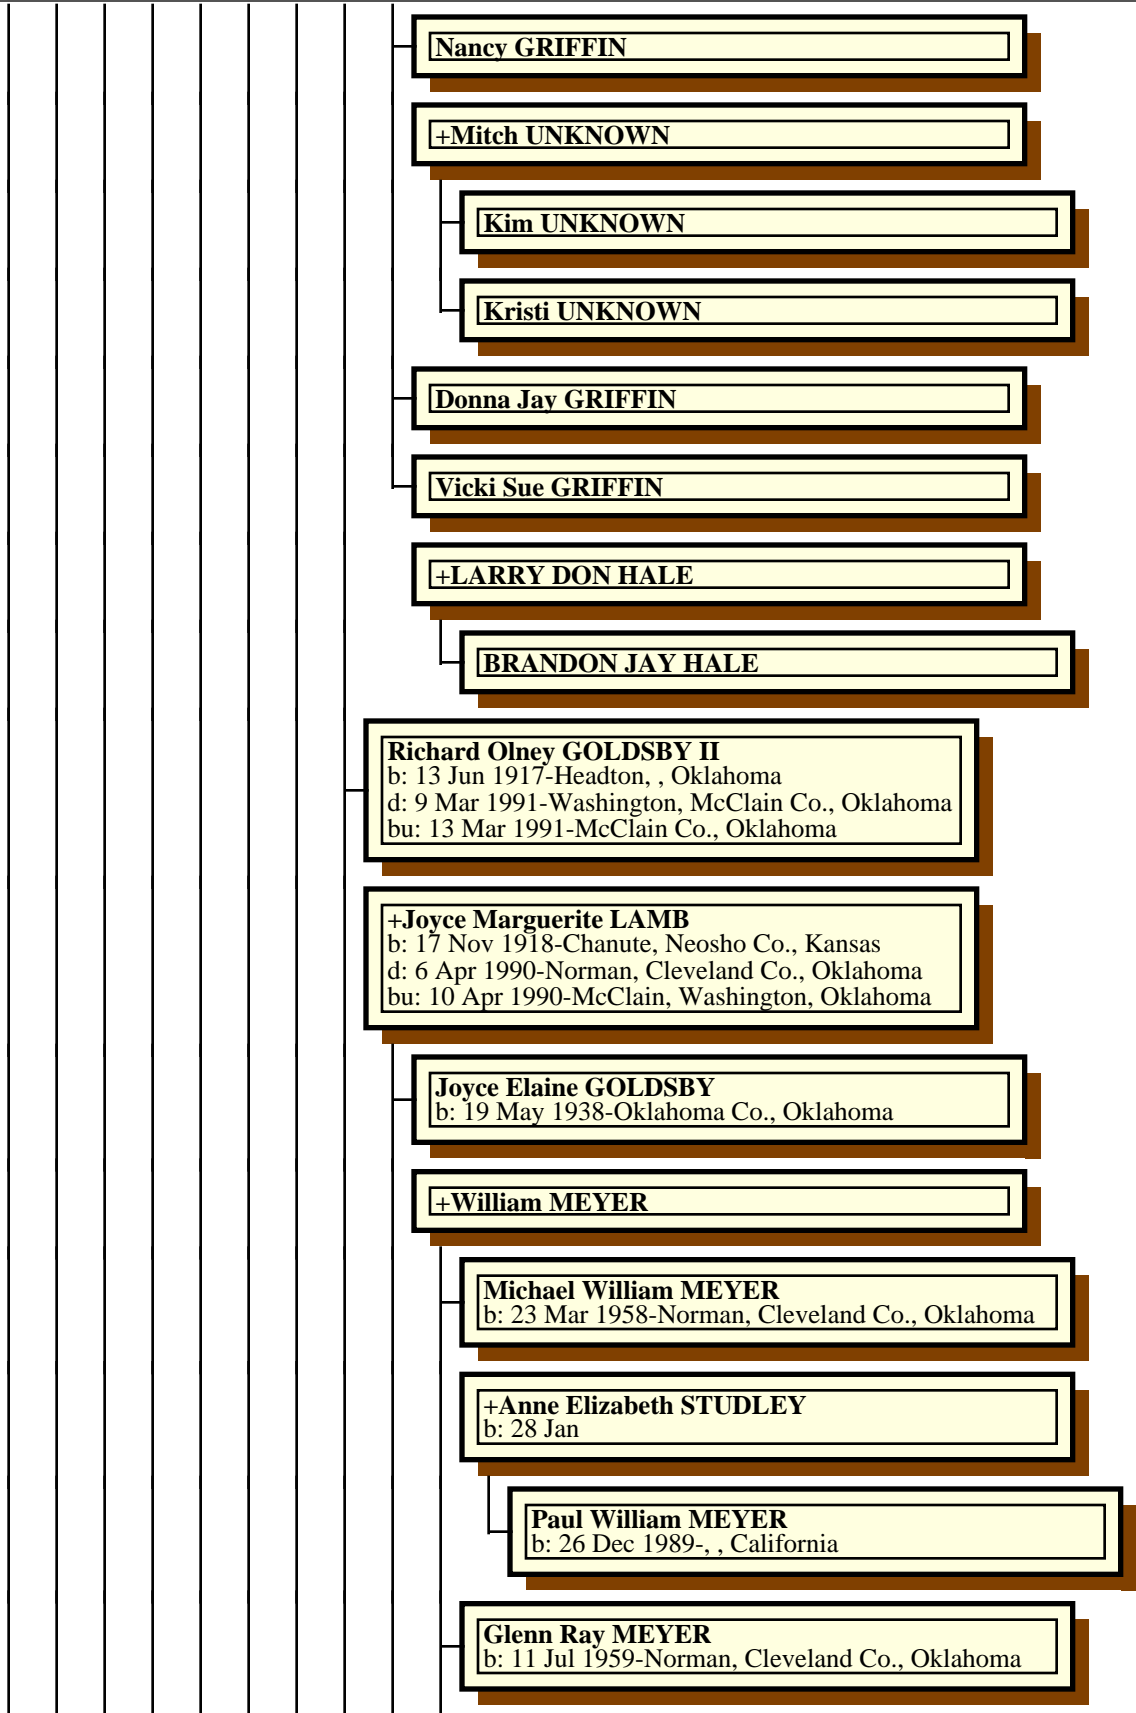 Nancy GRIFFIN
+Mitch UNKNOWN
Kim UNKNOWN
Kristi UNKNOWN
Donna Jay GRIFFIN
Vicki Sue GRIFFIN
+LARRY DON HALE
BRANDON JAY HALE
Richard Olney GOLDSBY II
b: 13 Jun 1917-Headton, , Oklahoma
d: 9 Mar 1991-Washington, McClain Co., Oklahoma
bu: 13 Mar 1991-McClain Co., Oklahoma
+Joyce Marguerite LAMB
b: 17 Nov 1918-Chanute, Neosho Co., Kansas
d: 6 Apr 1990-Norman, Cleveland Co., Oklahoma
bu: 10 Apr 1990-McClain, Washington, Oklahoma
Joyce Elaine GOLDSBY
b: 19 May 1938-Oklahoma Co., Oklahoma
+William MEYER
Michael William MEYER
b: 23 Mar 1958-Norman, Cleveland Co., Oklahoma
+Anne Elizabeth STUDLEY
b: 28 Jan
Paul William MEYER
b: 26 Dec 1989-, , California
Glenn Ray MEYER
b: 11 Jul 1959-Norman, Cleveland Co., Oklahoma